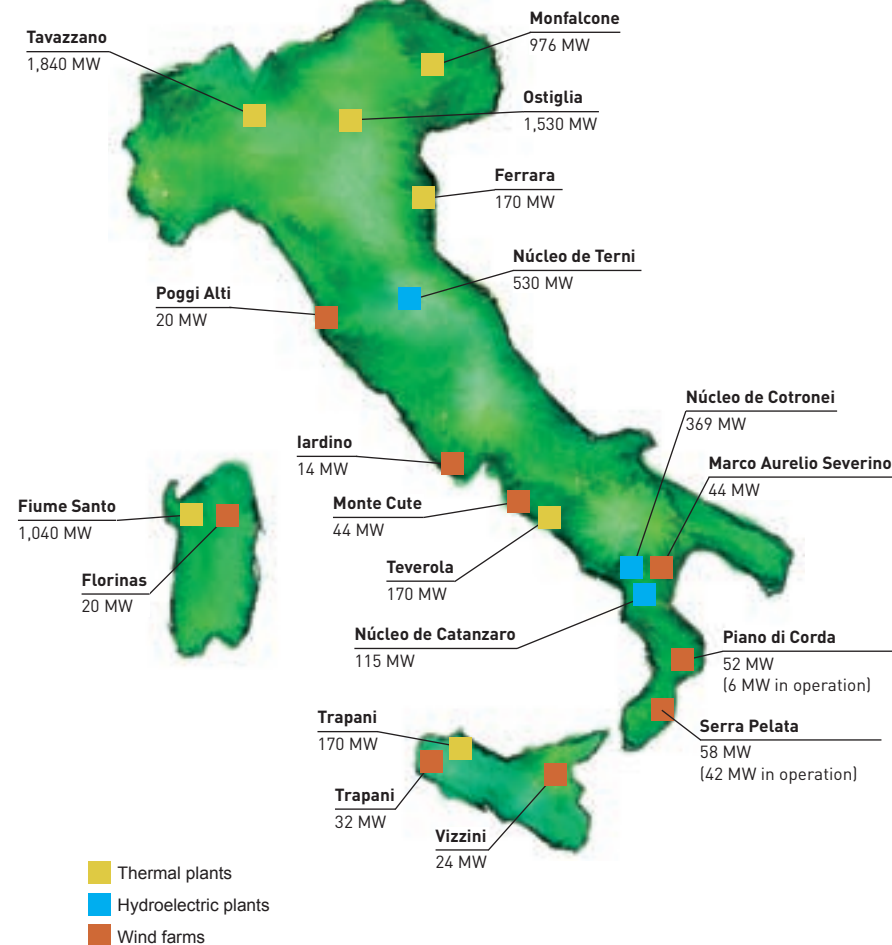 Monfalcone
976 MW
Tavazzano
1,840 MW
Ostiglia
1,530 MW
Ferrara
170 MW
Núcleo de Terni
530 MW
Poggi Alti
20 MW
Núcleo de Cotronei
369 MW
Iardino
14 MW
Marco Aurelio Severino
44 MW
Monte Cute
44 MW
Fiume Santo
1,040 MW
Teverola
170 MW
Florinas
20 MW
Núcleo de Catanzaro
115 MW
Piano di Corda
52 MW
(6 MW in operation)
Trapani
170 MW
Serra Pelata
58 MW
(42 MW in operation)
Trapani
32 MW
Vizzini
24 MW
Thermal plants
Hydroelectric plants
Wind farms